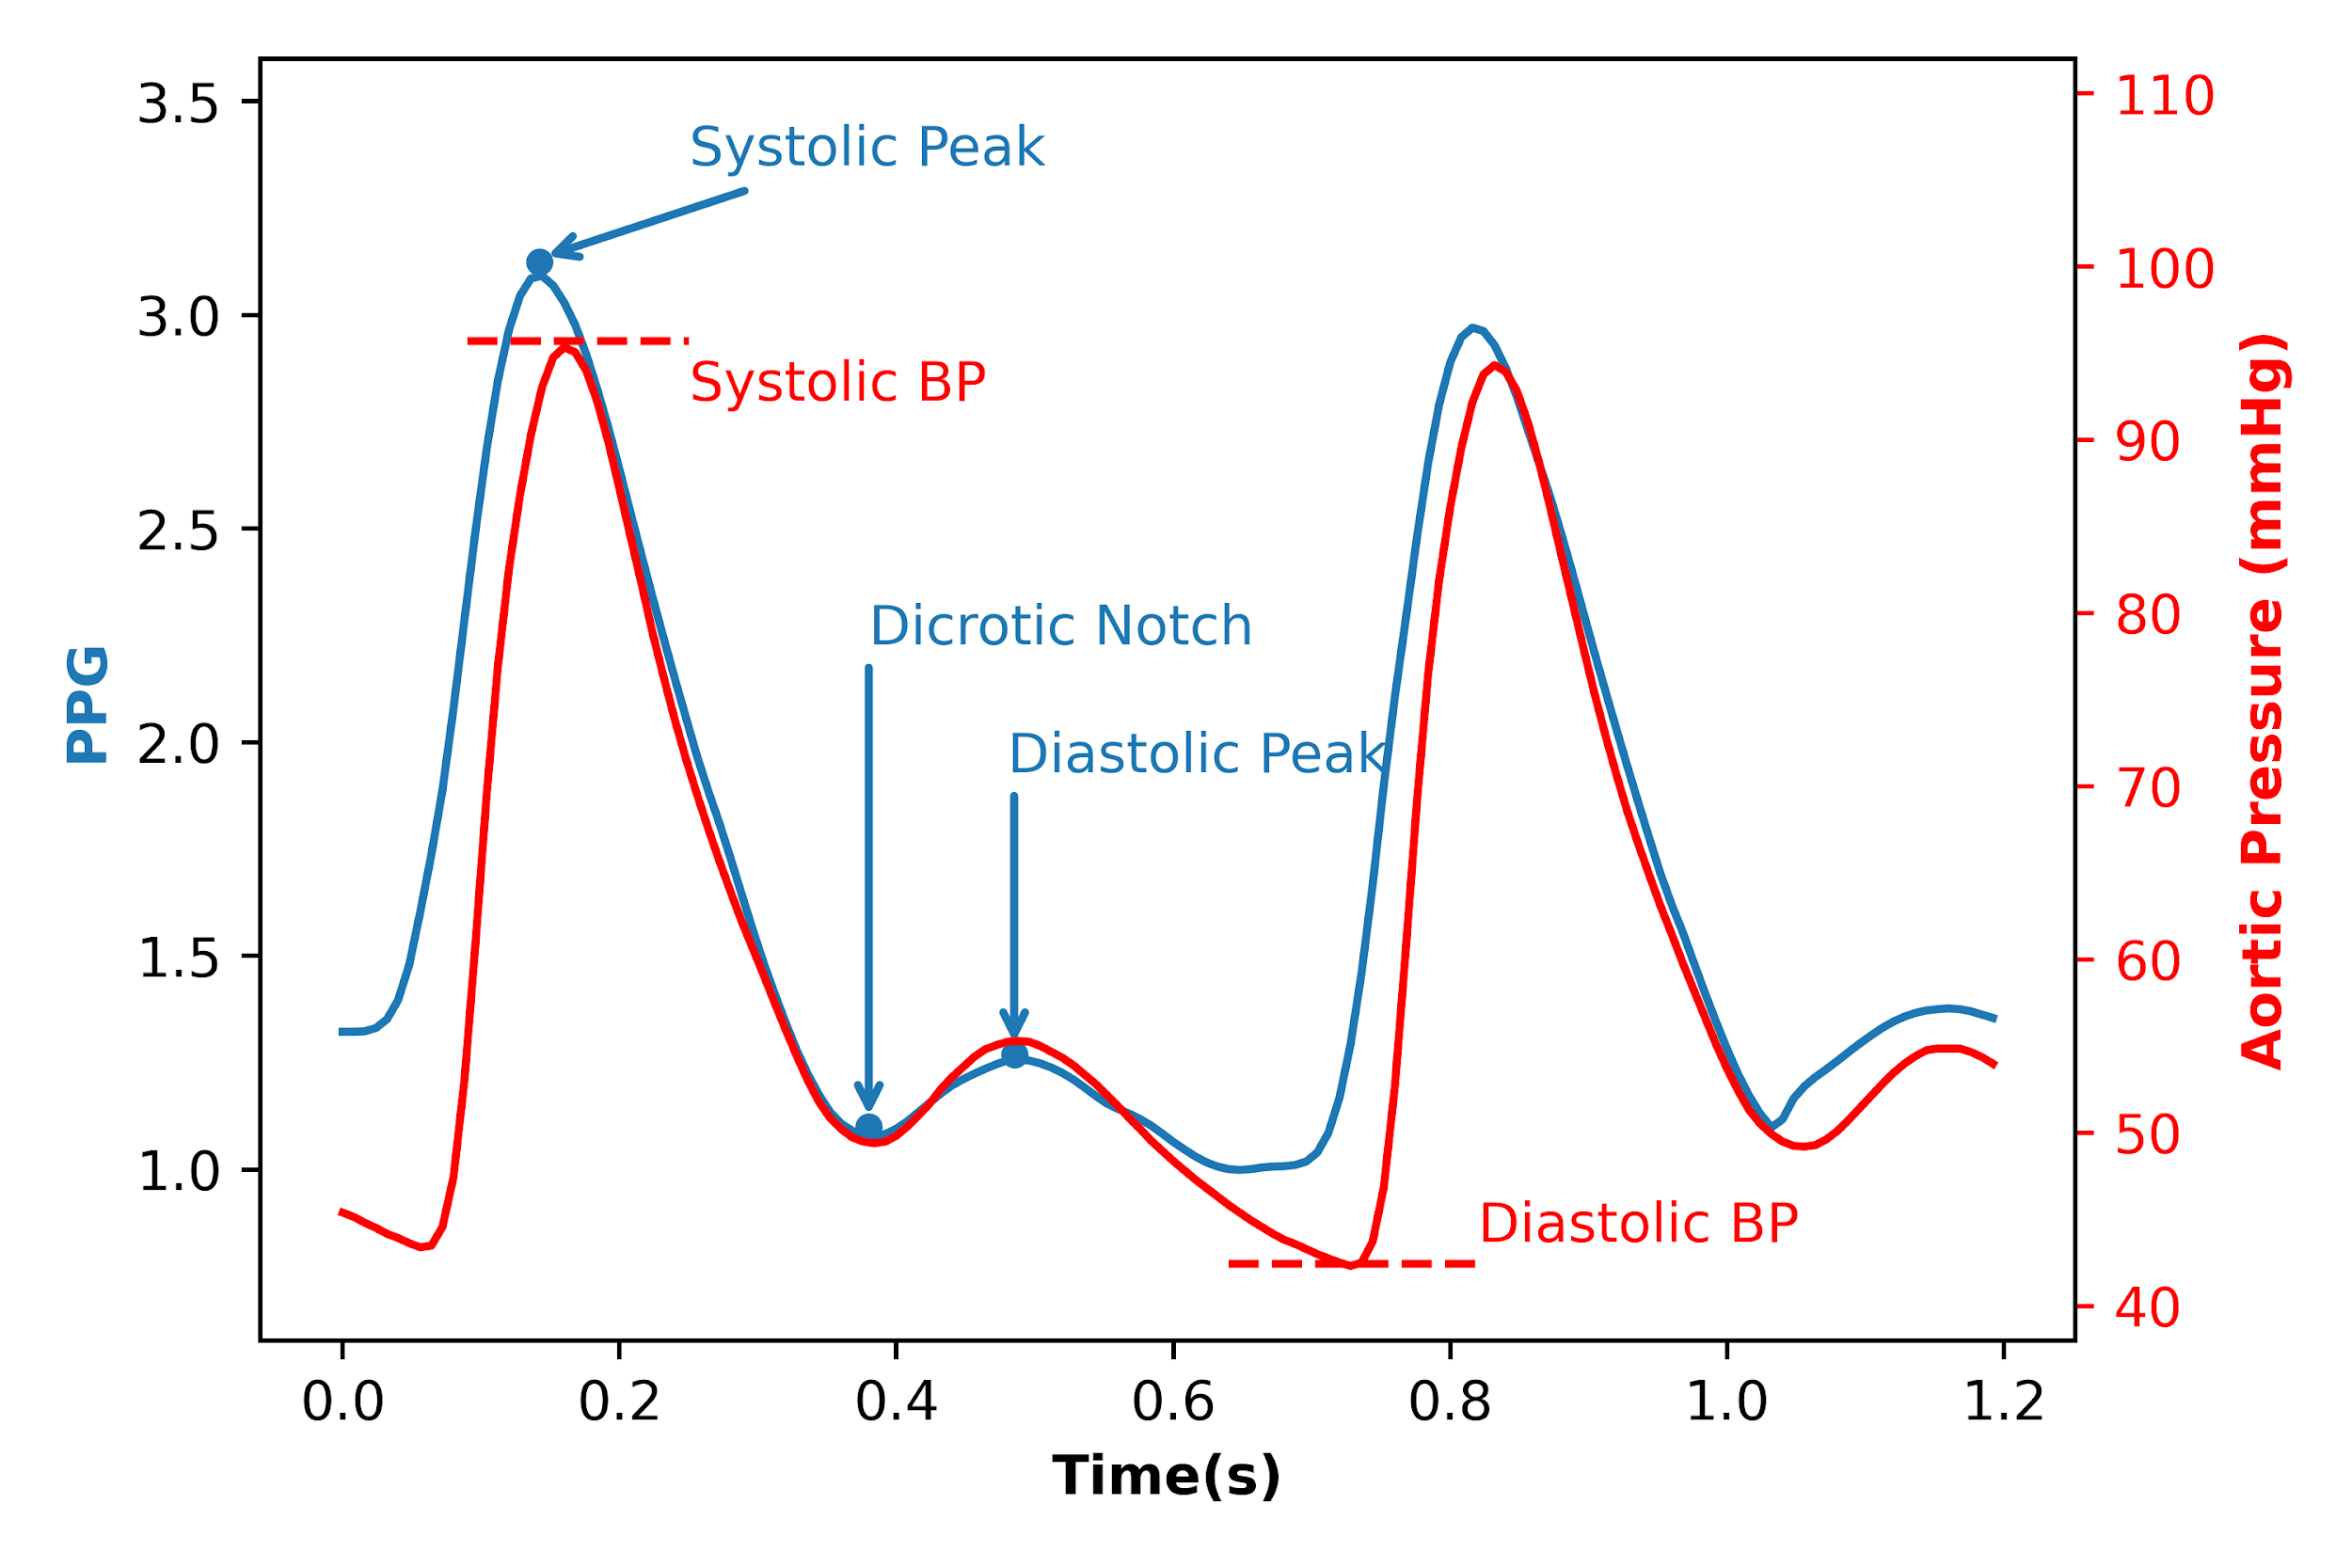 3.5
3.0
2.5
2.0
1.5
1.0
PPG
Systolic Peak
Systolic BP
Dicrotic Notch
Diastolic Peak
Diastolic BP
110
100
90
80
70
60
50
40
Aortic Pressure (mmHg)
0.0 0.2 0.4 0.6 0.8 1.0 1.2
Time(s)